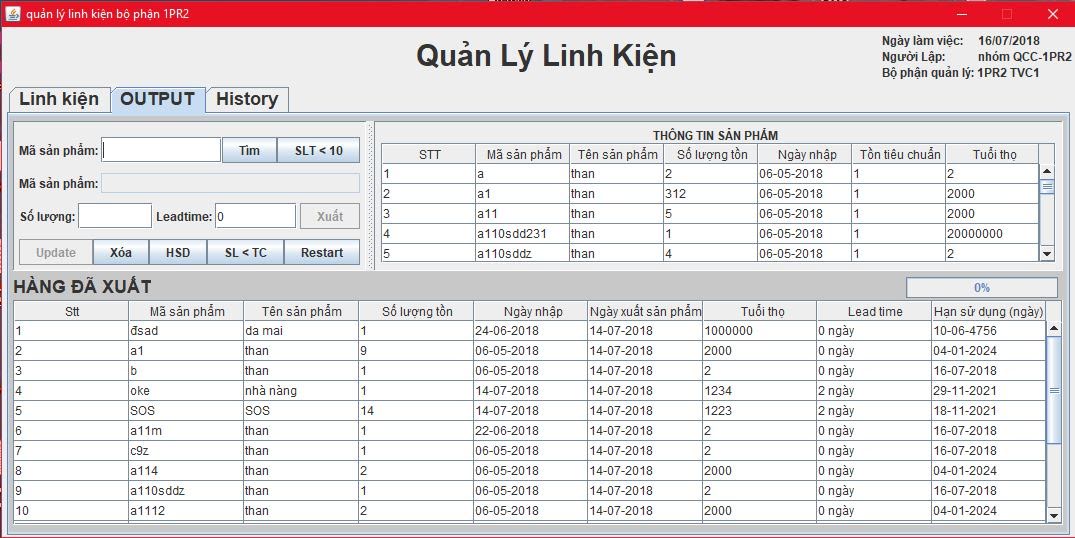 quản lý linh kiện bộ phận 1PR2
Quản Lý Linh Kiện
Ngày làm việc: 16/07/2018
Người Lập: nhóm QCC-1PR2
Bộ phận quản lý: 1PR2 TVC1
Linh kiện OUTPUT History
Mã sản phẩm: Tìm SLT < 10
Mã sản phẩm:
Số lượng: Leadtime: 0 Xuất
Update Xóa HSD SL < TC Restart
THÔNG TIN SẢN PHẨM
STT Mã sản phẩm Tên sản phẩm Số lượng tồn Ngày nhập Tồn tiêu chuẩn Tuổi thọ
1 a than 2 06-05-2018 1 2
2 a1 than 312 06-05-2018 1 2000
3 a11 than 5 06-05-2018 1 2000
4 a110sdd231 than 1 06-05-2018 1 20000000
5 a110sddz than 4 06-05-2018 1 2
HÀNG ĐÃ XUẤT 0%
Stt Mã sản phẩm Tên sản phẩm Số lượng tồn Ngày nhập Ngày xuất sản phẩm Tuổi thọ Lead time Hạn sử dụng (ngày)
1 đsad da mai 1 24-06-2018 14-07-2018 1000000 0 ngày 10-06-4756
2 a1 than 9 06-05-2018 14-07-2018 2000 0 ngày 04-01-2024
3 b than 1 06-05-2018 14-07-2018 2 0 ngày 16-07-2018
4 oke nhà nàng 1 14-07-2018 14-07-2018 1234 2 ngày 29-11-2021
5 SOS SOS 14 14-07-2018 14-07-2018 1223 2 ngày 18-11-2021
6 a11m than 1 22-06-2018 14-07-2018 2 0 ngày 16-07-2018
7 c9z than 1 06-05-2018 14-07-2018 2 0 ngày 16-07-2018
8 a114 than 2 06-05-2018 14-07-2018 2000 0 ngày 04-01-2024
9 a110sddz than 1 06-05-2018 14-07-2018 2 0 ngày 16-07-2018
10 a1112 than 2 06-05-2018 14-07-2018 2000 0 ngày 04-01-2024